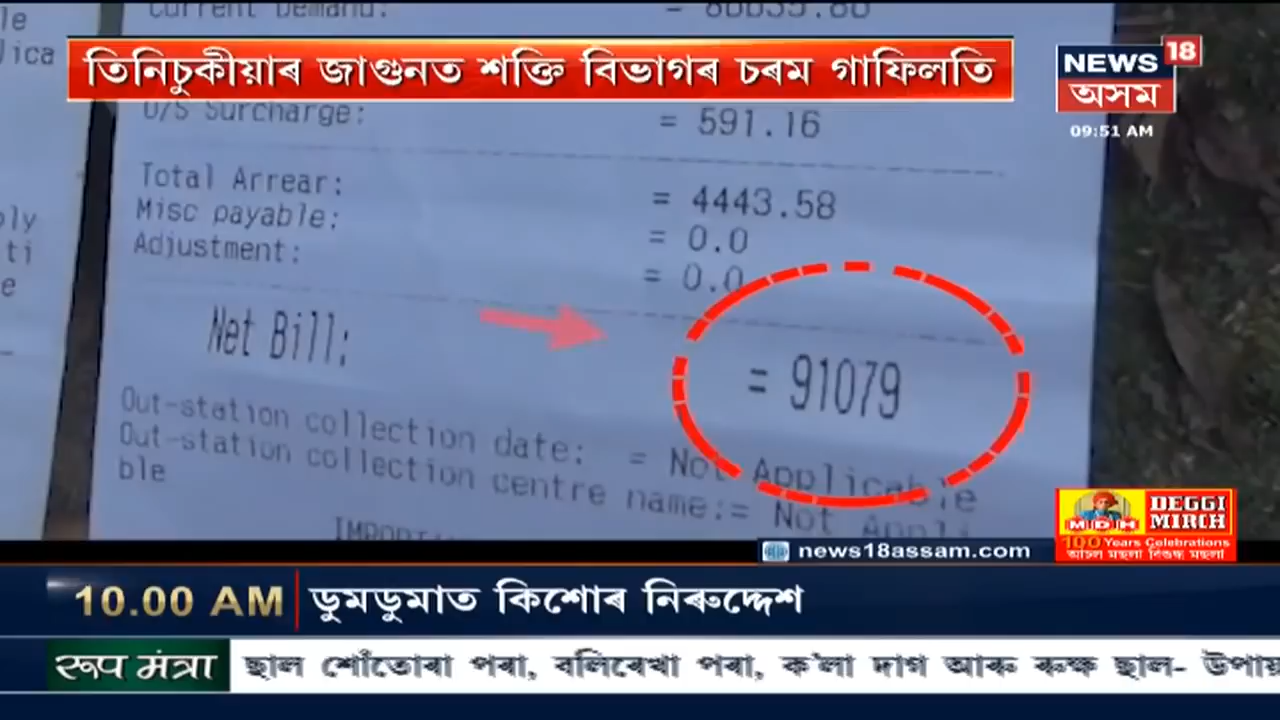 Current Demand:
তিনিচুকীয়াৰ জাগুনত শক্তি বিভাগৰ চৰম গাফিলতি
NEWS 18
অসম
09:51 AM
Surcharge: = 591.16
Total Arrear: = 4443.58
Misc payable: = 0.0
Adjustment: = 0.0
Net Bill: = 91079
Out-station collection date: = Not Applicable
Out-station collection centre name:= Not Appli
ble
MDH DEGGI MIRCH
100 Years Celebrations
news18assam.com
10.00 AM ডুমডুমাত কিশোৰ নিৰুদ্দেশ
ৰূপ মন্ত্ৰা ছাল শোঁতোৰা পৰা, বলিৰেখা পৰা, ক'লা দাগ আৰু ৰুক্ষ ছাল- উপায়